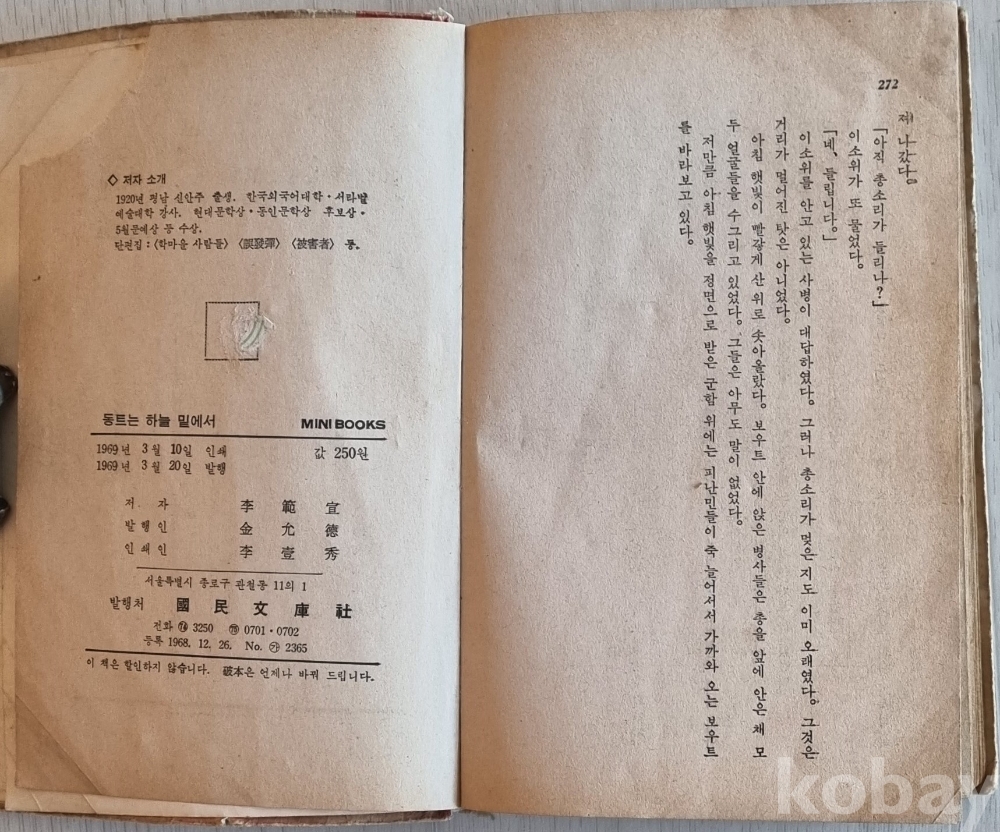 ◇ 저자 소개
1920년 평남 신안주 출생. 한국외국어대학·서라벌
예술대학 강사. 현대문학상·동인문학상 후보상·
5월문예상 등 수상.
단편집: 〈학마을 사람들〉 〈誤發彈〉 〈被害者〉 등.
동트는 하늘 밑에서 MINI BOOKS
1969년 3월 10일 인쇄 값 250원
1969년 3월 20일 발행
저자 李範宣
발행인 金允德
인쇄인 李壹秀
서울특별시 종로구 관철동 11의 1
발행처 國民文庫社
전화 ㉔ 3250 ㉕ 0701·0702
등록 1968. 12. 26. No. ㉮ 2365
이 책은 할인하지 않습니다. 破本은 언제나 바꿔 드립니다.
272
제 나갔다.
「아직 총소리가 들리나?」
이소위가 또 물었다.
「네, 들립니다.」
이소위를 안고 있는 사병이 대답하였다. 그러나 총소리가 멎은 지도 이미 오래였다. 그것은
거리가 멀어진 탓은 아니었다.
아침 햇빛이 빨갛게 산 위로 솟아올랐다. 보우트 안에 앉은 병사들은 총을 앞에 안은 채 모
두 얼굴들을 수그리고 있었다. 그들은 아무도 말이 없었다.
저만큼 아침 햇빛을 정면으로 받은 군함 위에는 피난민들이 죽 늘어서서 가까와 오는 보우트
를 바라보고 있다.
kobay